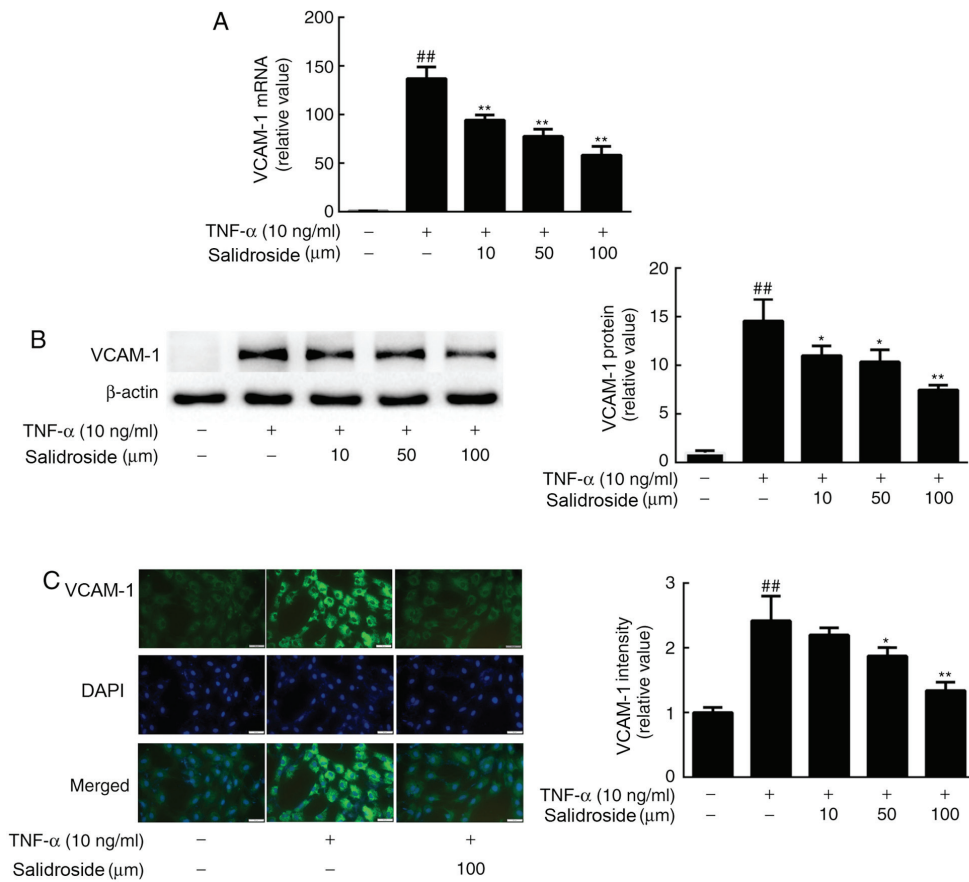 A
VCAM-1 mRNA
(relative value)
200
150
100
50
0
##
**
**
**
TNF-α (10 ng/ml) – + + + +
Salidroside (μm) – – 10 50 100
B
VCAM-1
β-actin
TNF-α (10 ng/ml) – + + + +
Salidroside (μm) – – 10 50 100
VCAM-1 protein
(relative value)
20
15
10
5
0
##
*
*
**
TNF-α (10 ng/ml) – + + + +
Salidroside (μm) – – 10 50 100
C
VCAM-1
DAPI
Merged
TNF-α (10 ng/ml) – + +
Salidroside (μm) – – 100
VCAM-1 intensity
(relative value)
3
2
1
0
##
*
**
TNF-α (10 ng/ml) – + + + +
Salidroside (μm) – – 10 50 100